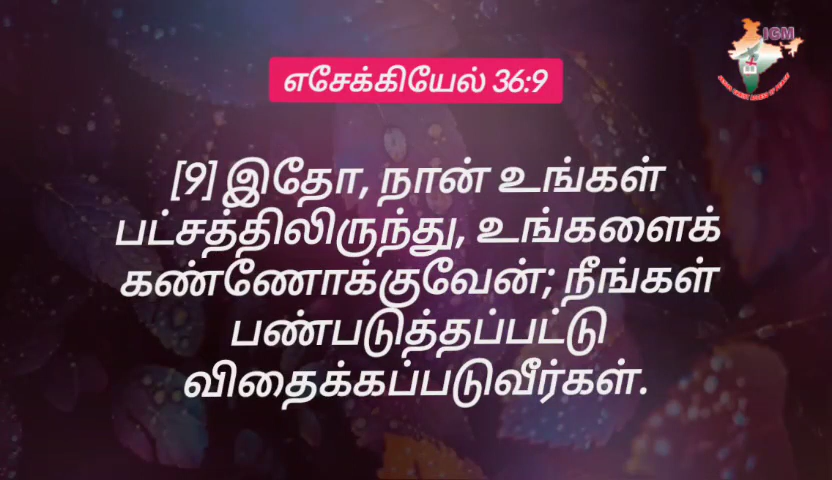 IGM
எசேக்கியேல் 36:9
[9] இதோ, நான் உங்கள்
பட்சத்திலிருந்து, உங்களைக்
கண்ணோக்குவேன்; நீங்கள்
பண்படுத்தப்பட்டு
விதைக்கப்படுவீர்கள்.